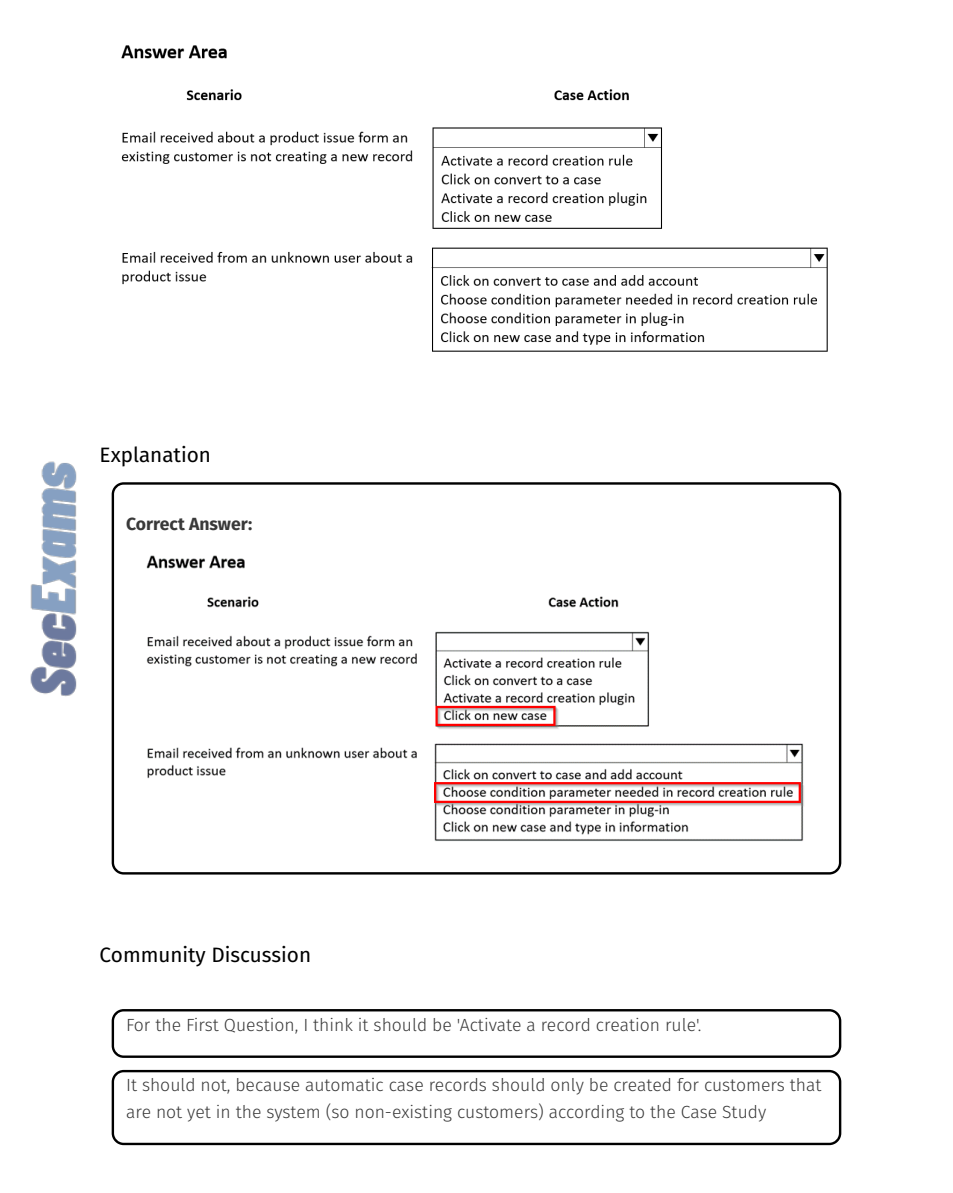 Answer Area
Scenario
Case Action
Email received about a product issue form an
existing customer is not creating a new record
Activate a record creation rule
Click on convert to a case
Activate a record creation plugin
Click on new case
Email received from an unknown user about a
product issue
Click on convert to case and add account
Choose condition parameter needed in record creation rule
Choose condition parameter in plug-in
Click on new case and type in information
Explanation
SecExams
Correct Answer:
Answer Area
Scenario
Case Action
Email received about a product issue form an
existing customer is not creating a new record
Activate a record creation rule
Click on convert to a case
Activate a record creation plugin
Click on new case
Email received from an unknown user about a
product issue
Click on convert to case and add account
Choose condition parameter needed in record creation rule
Choose condition parameter in plug-in
Click on new case and type in information
Community Discussion
For the First Question, I think it should be 'Activate a record creation rule'.
It should not, because automatic case records should only be created for customers that
are not yet in the system (so non-existing customers) according to the Case Study